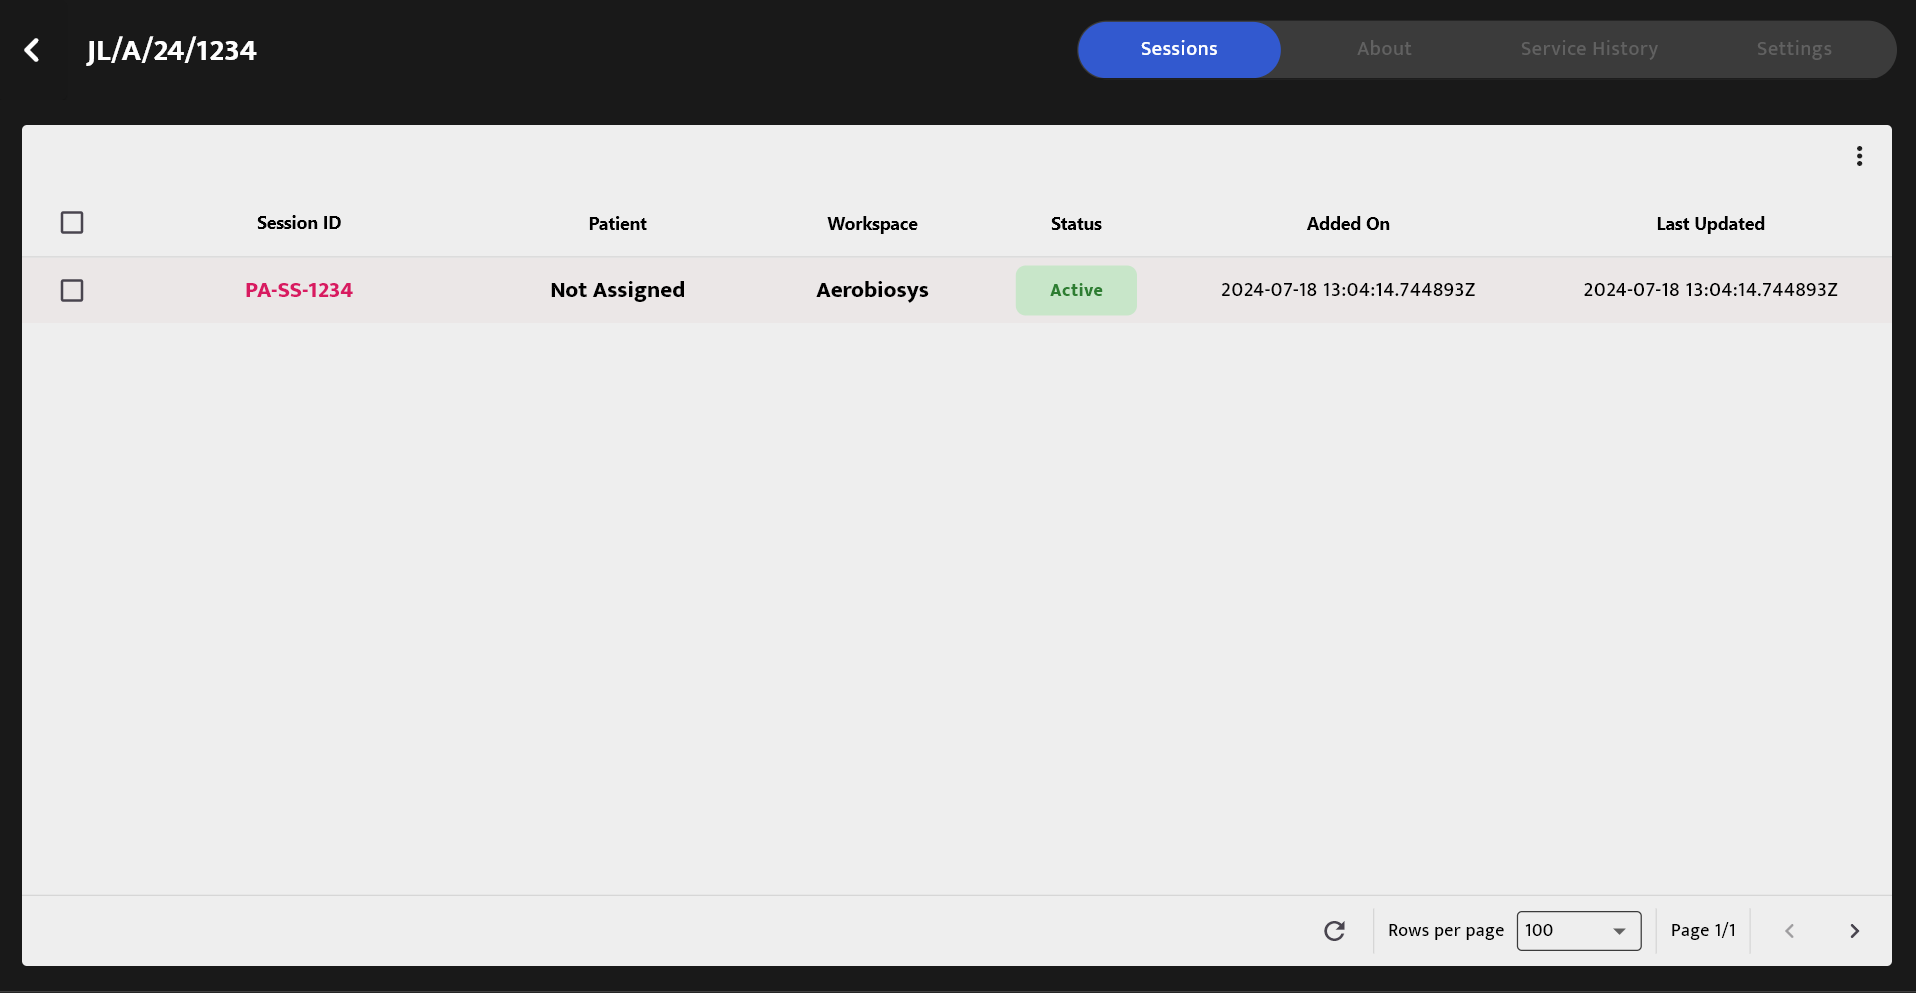 JL/A/24/1234
Sessions About Service History Settings
Session ID Patient Workspace Status Added On Last Updated
PA-SS-1234 Not Assigned Aerobiosys Active 2024-07-18 13:04:14.744893Z 2024-07-18 13:04:14.744893Z
Rows per page 100 Page 1/1